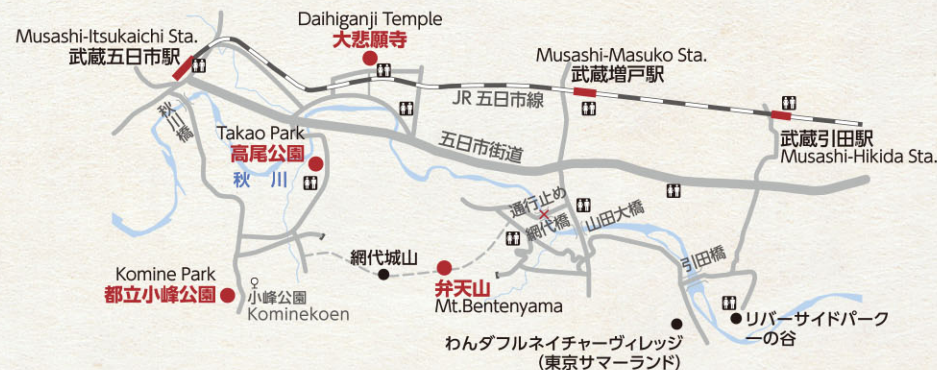 Musashi-Itsukaichi Sta.
武蔵五日市駅
Daihiganji Temple
大悲願寺
Musashi-Masuko Sta.
武蔵増戸駅
JR 五日市線
武蔵引田駅
Musashi-Hikida Sta.
秋川橋
Takao Park
高尾公園
秋 川
五日市街道
通行止め
網代橋
山田大橋
引田橋
網代城山
弁天山
Mt.Bentenyama
Komine Park
都立小峰公園
小峰公園
Kominekoen
リバーサイドパーク
一の谷
わんダフルネイチャーヴィレッジ
(東京サマーランド)